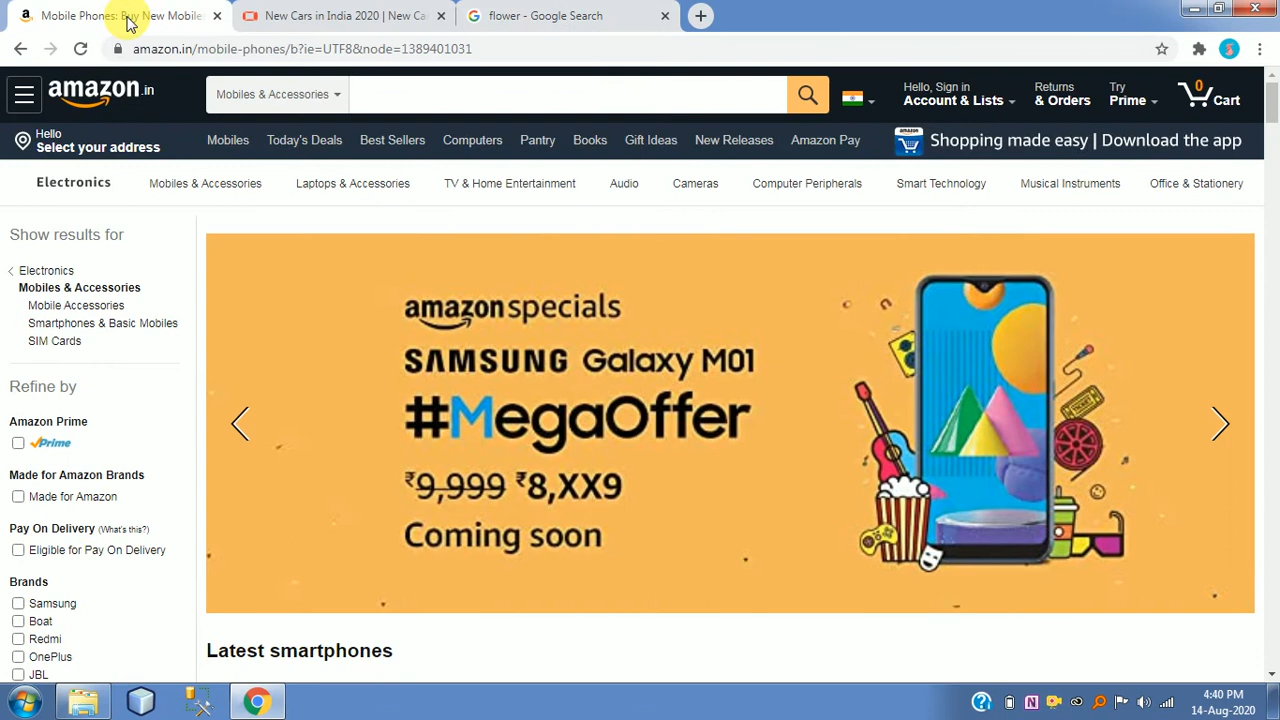 Mobile Phones: Buy New Mobile
New Cars in India 2020 | New Ca
flower - Google Search
amazon.in/mobile-phones/b?ie=UTF8&node=1389401031
amazon.in
Mobiles & Accessories
Hello, Sign in
Account & Lists
Returns
& Orders
Try
Prime
0
Cart
Hello
Select your address
Mobiles
Today's Deals
Best Sellers
Computers
Pantry
Books
Gift Ideas
New Releases
Amazon Pay
amazon
Shopping made easy | Download the app
Electronics
Mobiles & Accessories
Laptops & Accessories
TV & Home Entertainment
Audio
Cameras
Computer Peripherals
Smart Technology
Musical Instruments
Office & Stationery
Show results for
Electronics
Mobiles & Accessories
Mobile Accessories
Smartphones & Basic Mobiles
SIM Cards
Refine by
Amazon Prime
Prime
Made for Amazon Brands
Made for Amazon
Pay On Delivery (What's this?)
Eligible for Pay On Delivery
Brands
Samsung
Boat
Redmi
OnePlus
JBL
amazon specials
SAMSUNG Galaxy M01
#MegaOffer
₹9,999 ₹8,XX9
Coming soon
TICKET
Latest smartphones
4:40 PM
14-Aug-2020